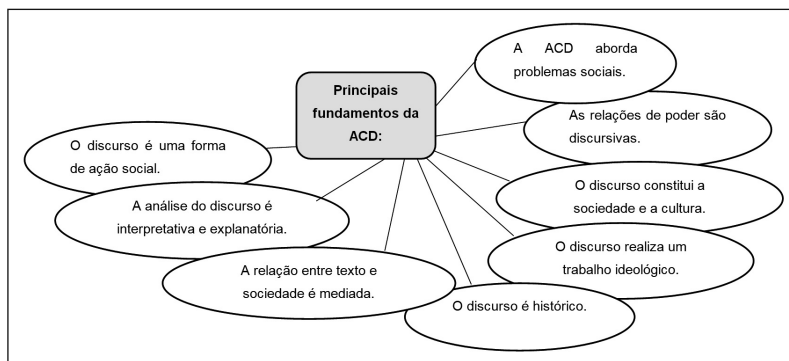 Principais
fundamentos da
ACD:
A ACD aborda
problemas sociais.
As relações de poder são
discursivas.
O discurso constitui a
sociedade e a cultura.
O discurso realiza um
trabalho ideológico.
O discurso é histórico.
A relação entre texto e
sociedade é mediada.
A análise do discurso é
interpretativa e explanatória.
O discurso é uma forma
de ação social.